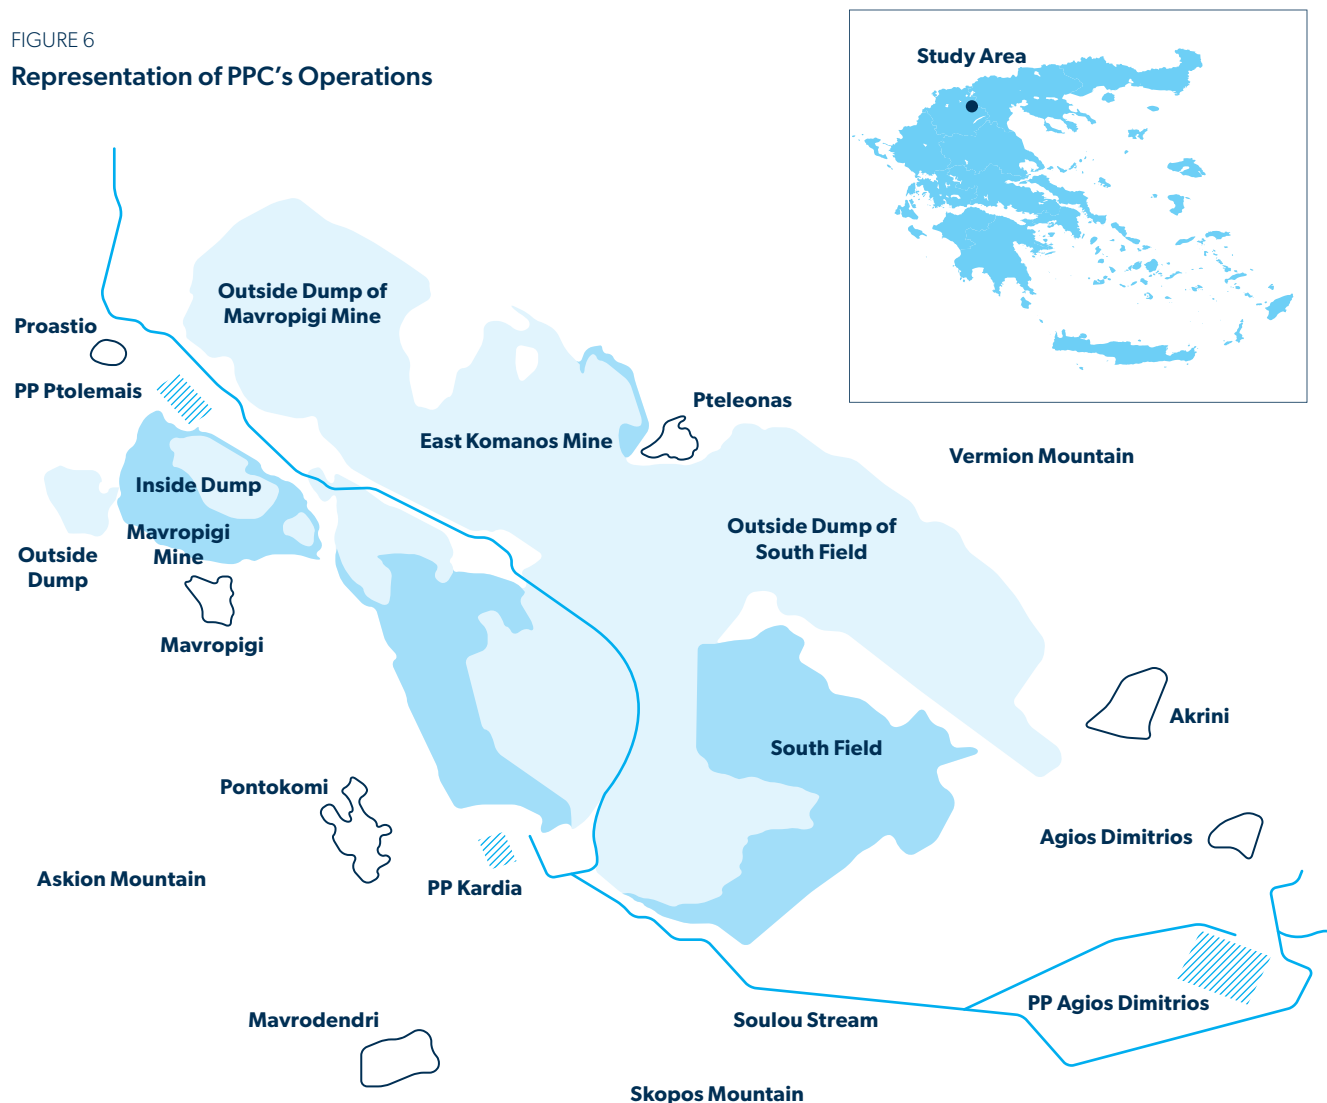 FIGURE 6
Representation of PPC's Operations
Study Area
Outside Dump of
Mavropigi Mine
Proastio
PP Ptolemais
Pteleonas
East Komanos Mine
Vermion Mountain
Inside Dump
Mavropigi
Mine
Outside
Dump
Outside Dump of
South Field
Mavropigi
Akrini
South Field
Pontokomi
Agios Dimitrios
Askion Mountain
PP Kardia
PP Agios Dimitrios
Mavrodendri
Soulou Stream
Skopos Mountain